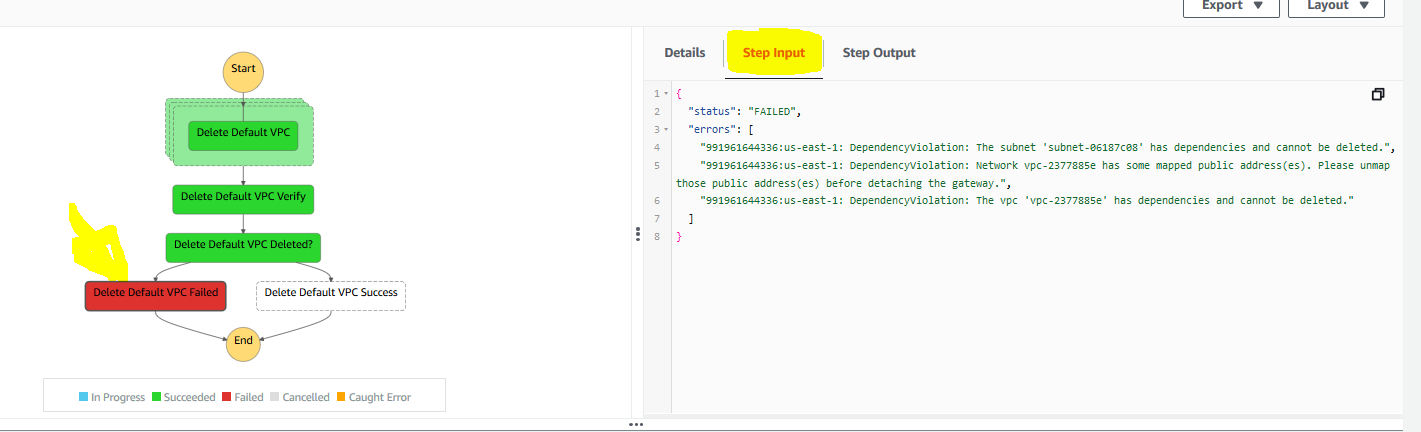 Export ▼
Layout ▼
Details
Step Input
Step Output
Start
Delete Default VPC
Delete Default VPC Verify
Delete Default VPC Deleted?
Delete Default VPC Failed
Delete Default VPC Success
End
In Progress
Succeeded
Failed
Cancelled
Caught Error
1 {
2 "status": "FAILED",
3 "errors": [
4 "991961644336:us-east-1: DependencyViolation: The subnet 'subnet-06187c08' has dependencies and cannot be deleted.",
5 "991961644336:us-east-1: DependencyViolation: Network vpc-2377885e has some mapped public address(es). Please unmap
those public address(es) before detaching the gateway.",
6 "991961644336:us-east-1: DependencyViolation: The vpc 'vpc-2377885e' has dependencies and cannot be deleted."
7 ]
8 }